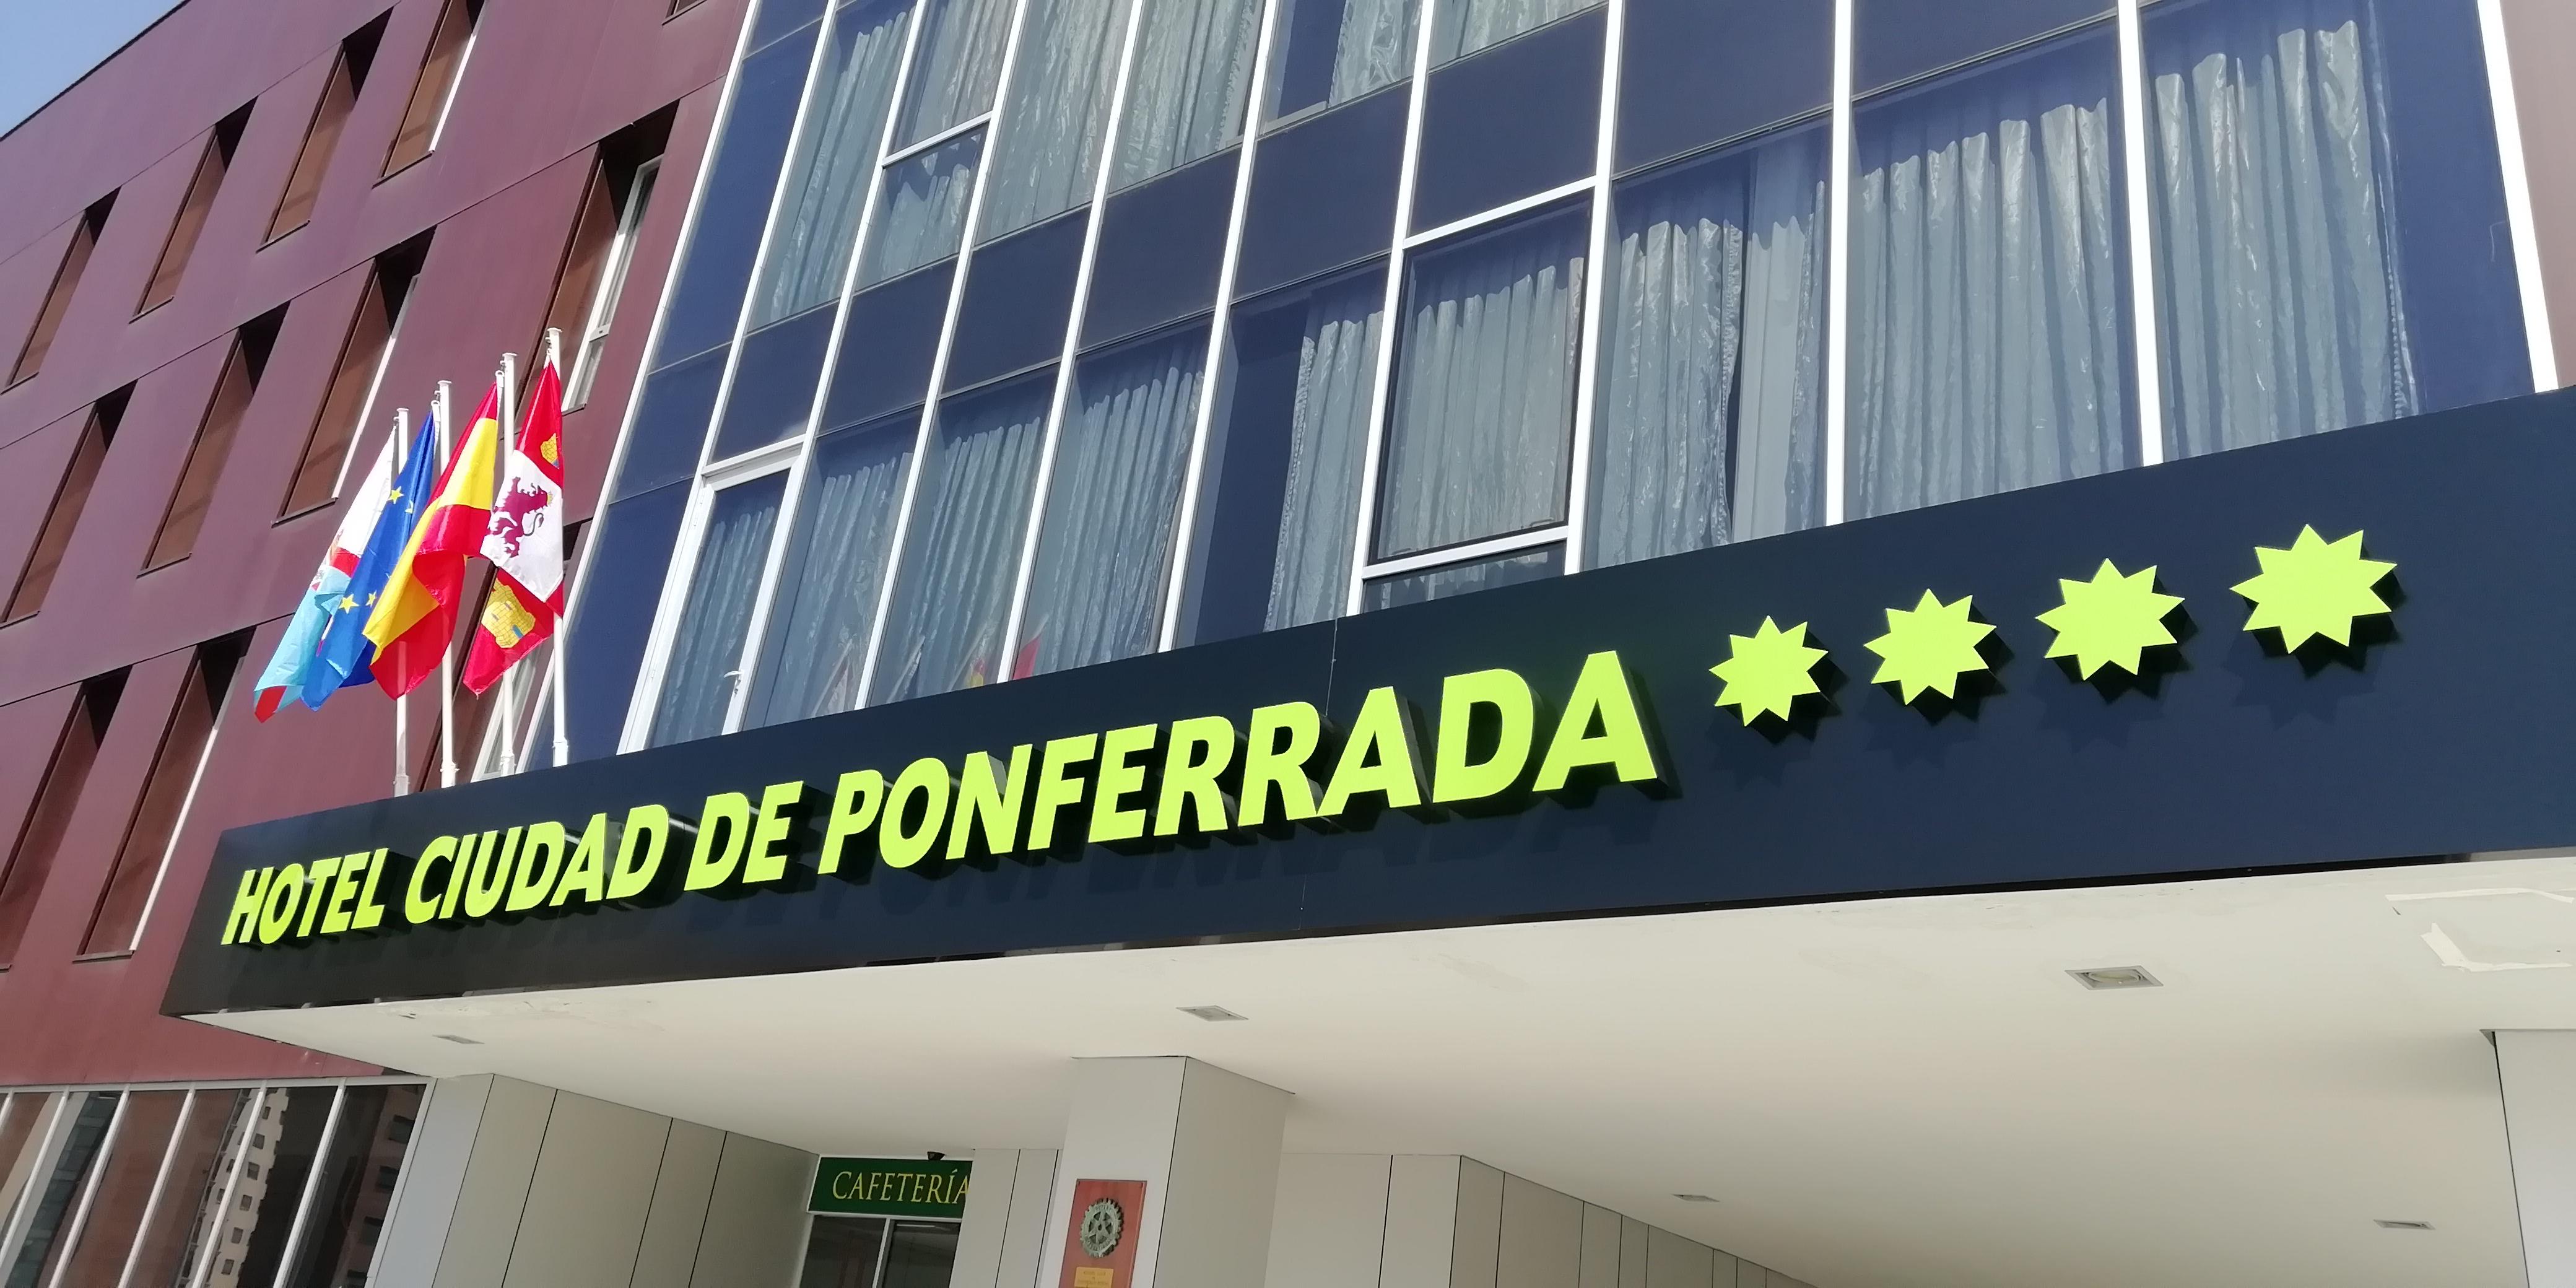 HOTEL CIUDAD DE PONFERRADA
CAFETERÍA